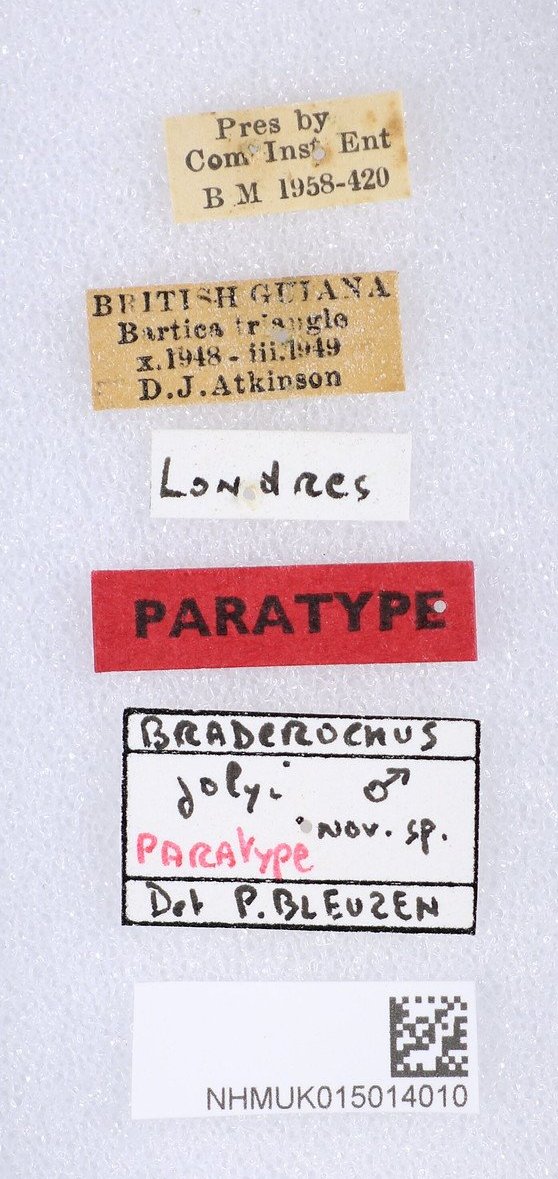 Pres by
Com Inst Ent
B M 1958-420
BRITISH GUIANA
Bartica triangle
x.1948 - iii.1949
D.J.Atkinson
Londres
PARATYPE
BRADEROCHUS
jolyi ♂
nov. sp.
PARATYPE
Det P. BLEUZEN
NHMUK015014010